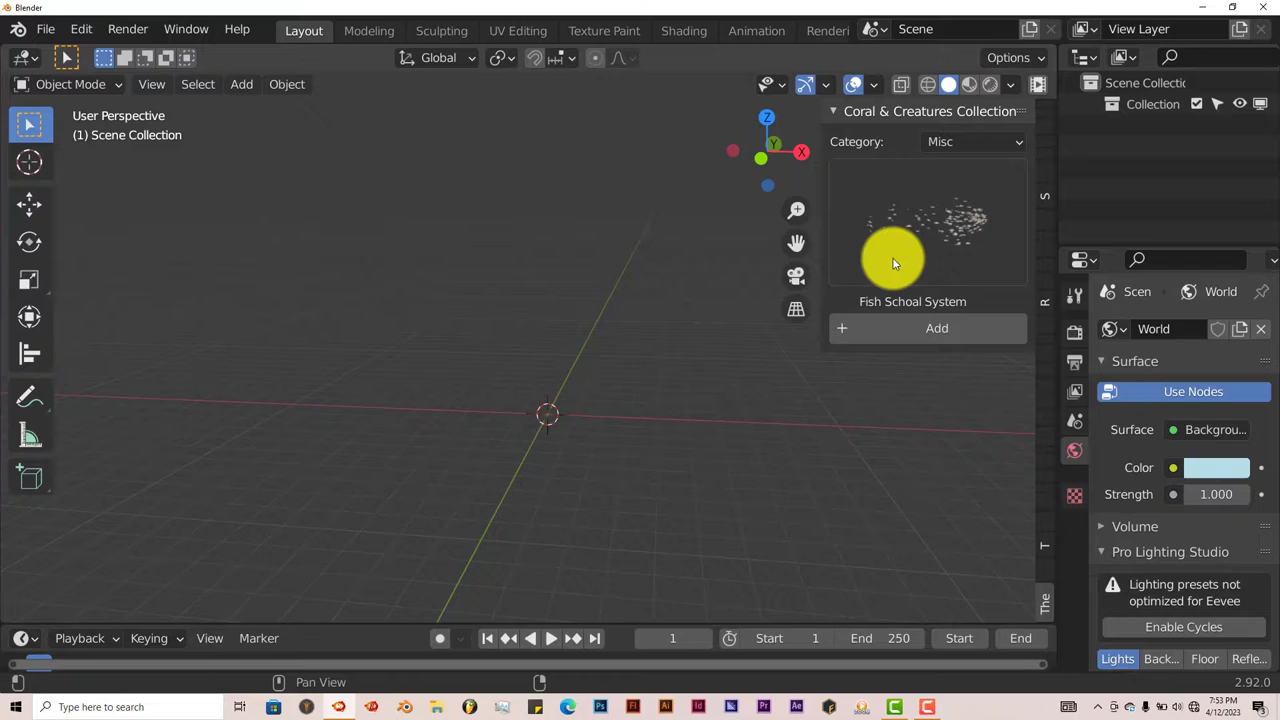 Blender
File Edit Render Window Help Layout Modeling Sculpting UV Editing Texture Paint Shading Animation Renderi Scene View Layer
Global Options
Object Mode View Select Add Object
User Perspective
(1) Scene Collection
Z
Y
X
Coral & Creatures Collection
Category: Misc
Fish Schoal System
+ Add
S
R
T
The
Scene Collectic
Collection
Scen World
World
Surface
Use Nodes
Surface: Backgrou...
Color
Strength 1.000
Volume
Pro Lighting Studio
Lighting presets not
optimized for Eevee
Enable Cycles
Lights Back... Floor Refle...
Playback Keying View Marker 1 Start 1 End 250 Start End
Pan View 2.92.0
Type here to search
7:53 PM
4/12/2023